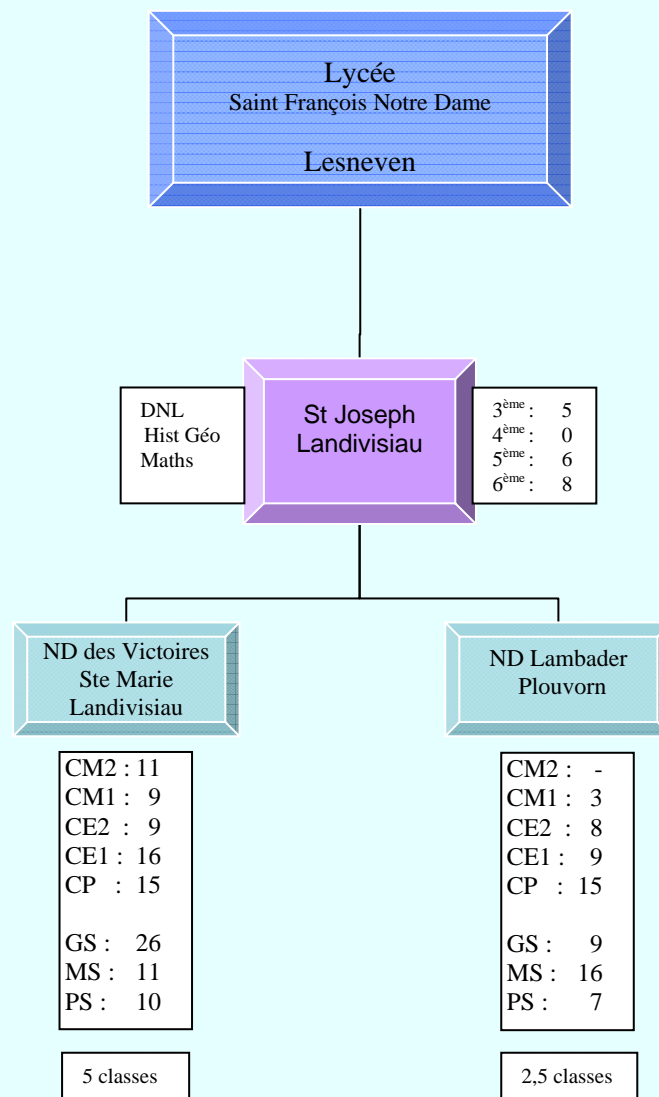 Lycée
Saint François Notre Dame
Lesneven
DNL
Hist Géo
Maths
St Joseph
Landivisiau
3ème : 5
4ème : 0
5ème : 6
6ème : 8
ND des Victoires
Ste Marie
Landivisiau
CM2 : 11
CM1 : 9
CE2 : 9
CE1 : 16
CP : 15
GS : 26
MS : 11
PS : 10
5 classes
ND Lambader
Plouvorn
CM2 : -
CM1 : 3
CE2 : 8
CE1 : 9
CP : 15
GS : 9
MS : 16
PS : 7
2,5 classes